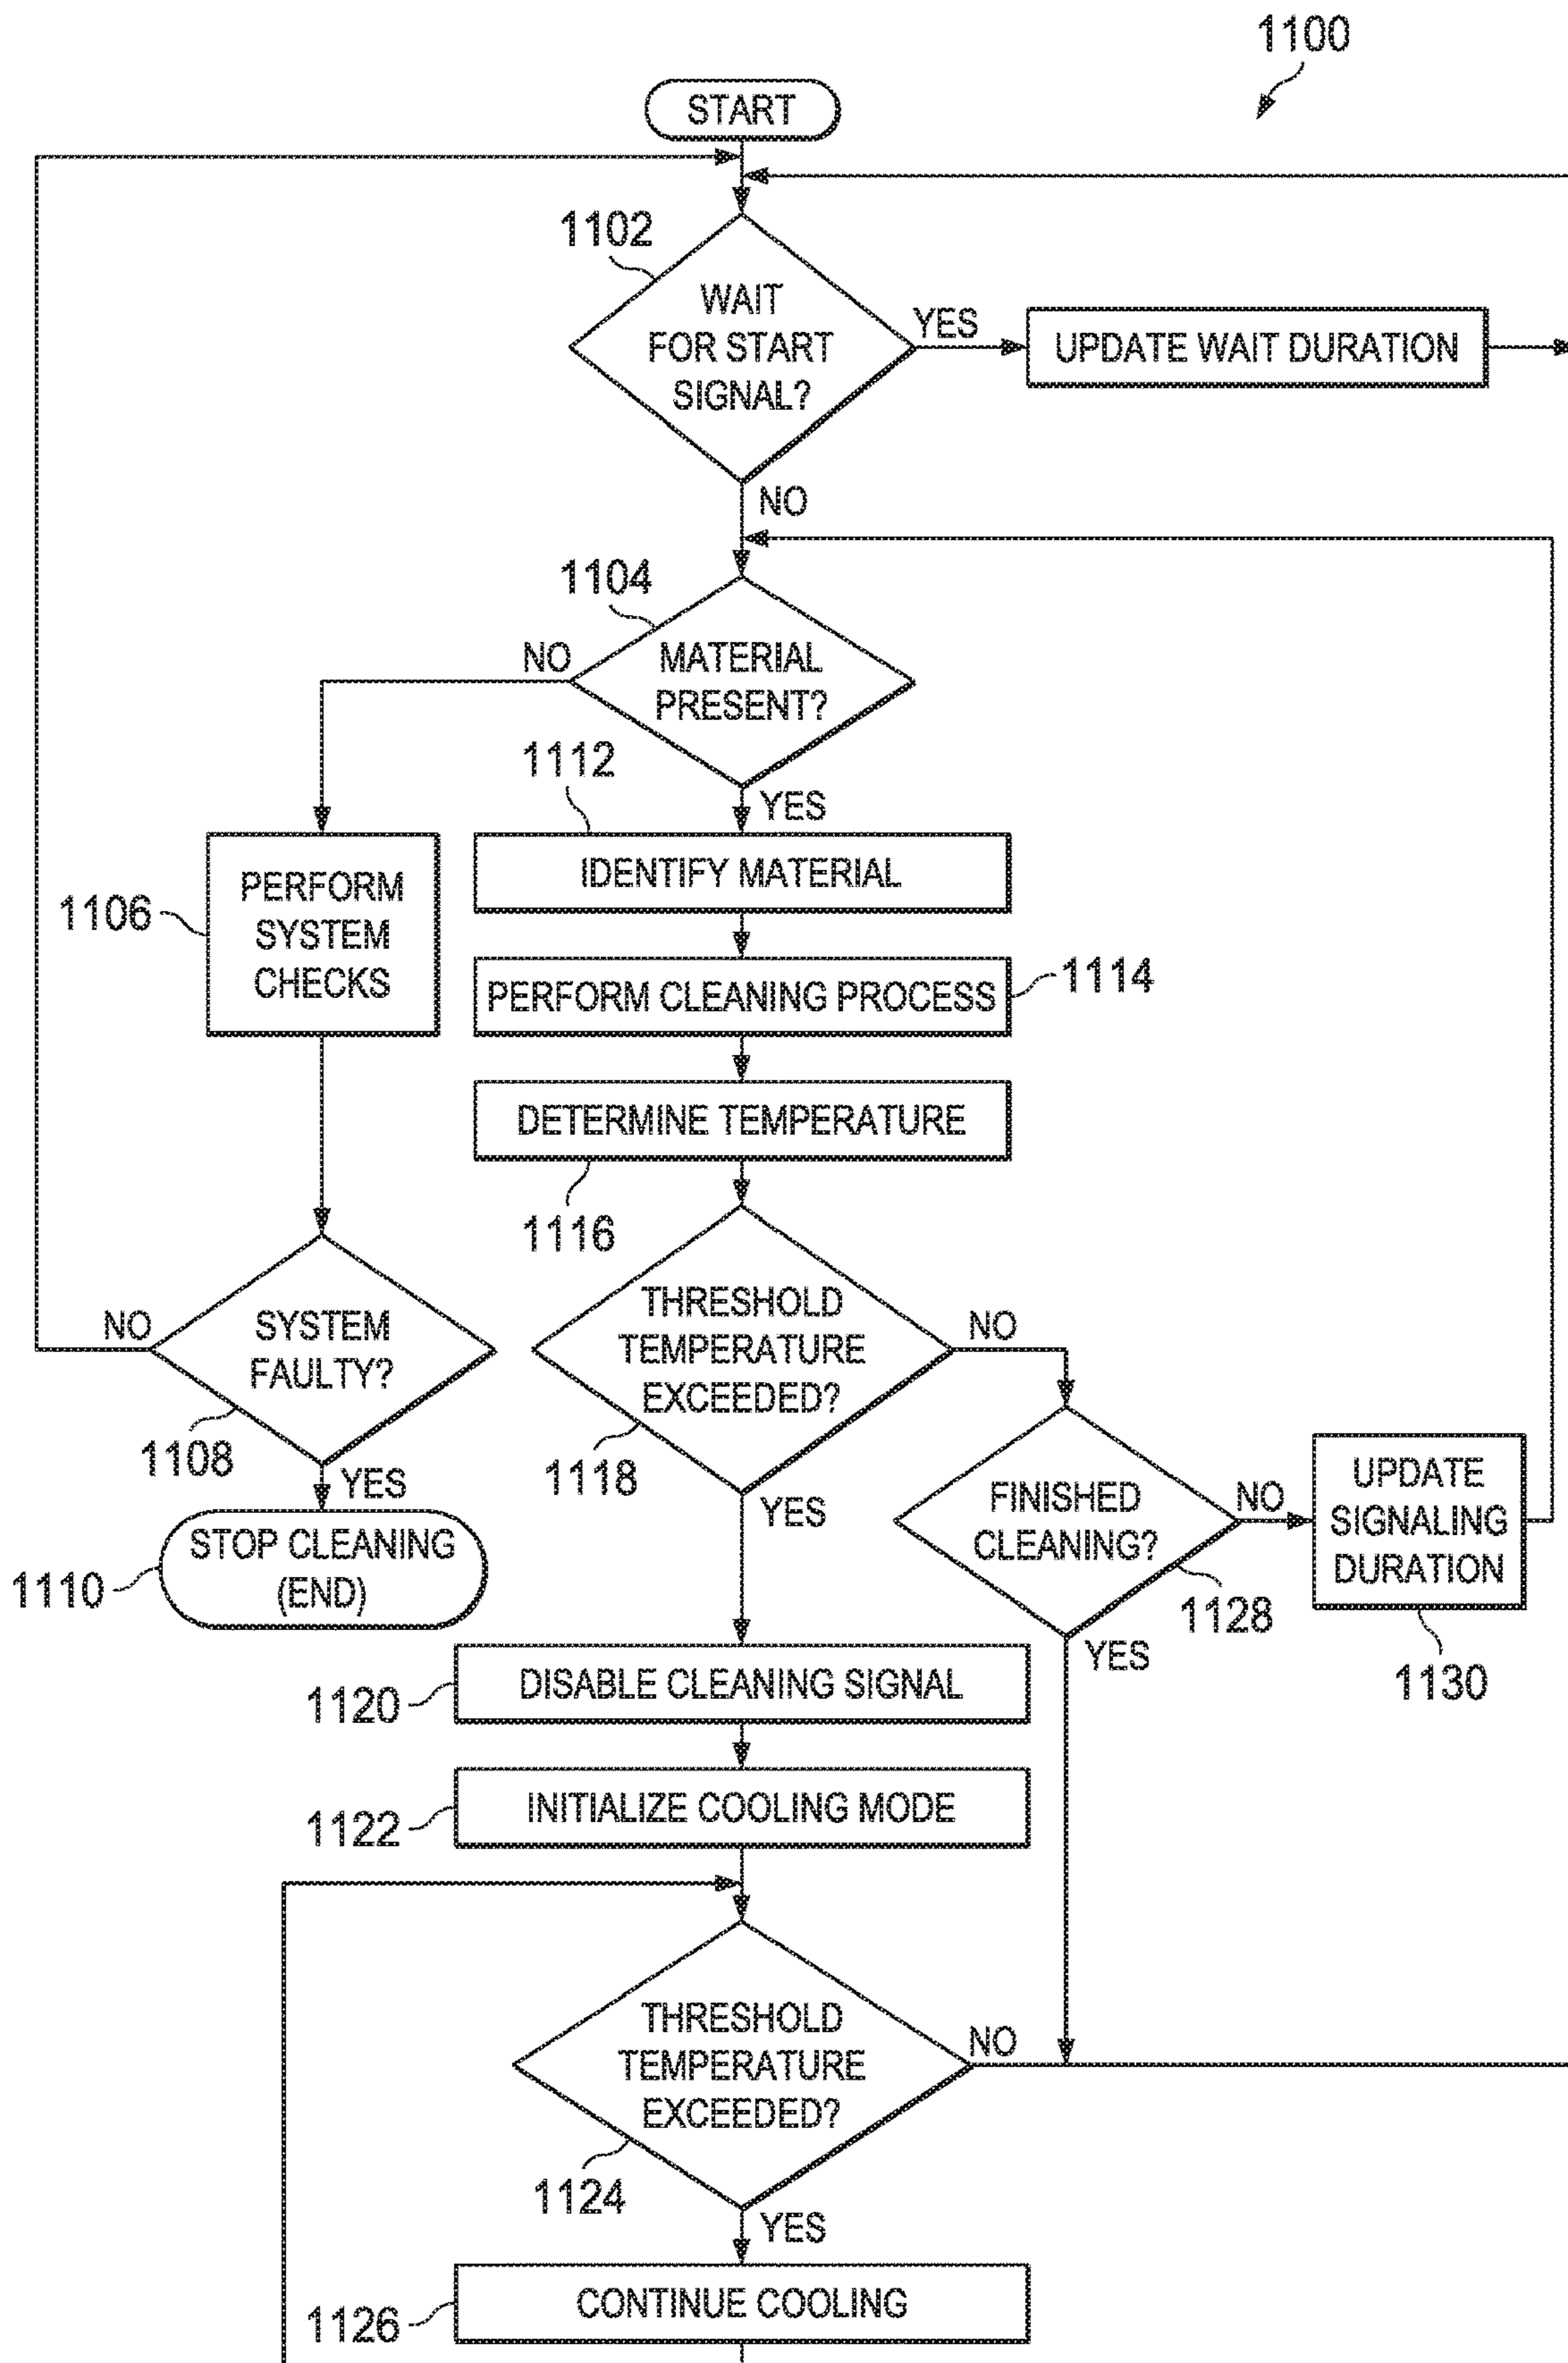 1100
START
1102
WAIT
FOR START
SIGNAL?
YES
UPDATE WAIT DURATION
NO
1104
NO
MATERIAL
PRESENT?
1112
YES
IDENTIFY MATERIAL
1106
PERFORM
SYSTEM
CHECKS
PERFORM CLEANING PROCESS
1114
DETERMINE TEMPERATURE
1116
NO
SYSTEM
FAULTY?
1108
YES
STOP CLEANING
(END)
1110
THRESHOLD
TEMPERATURE
EXCEEDED?
NO
1118
YES
FINISHED
CLEANING?
NO
1128
YES
UPDATE
SIGNALING
DURATION
1130
DISABLE CLEANING SIGNAL
1120
INITIALIZE COOLING MODE
1122
THRESHOLD
TEMPERATURE
EXCEEDED?
NO
1124
YES
CONTINUE COOLING
1126